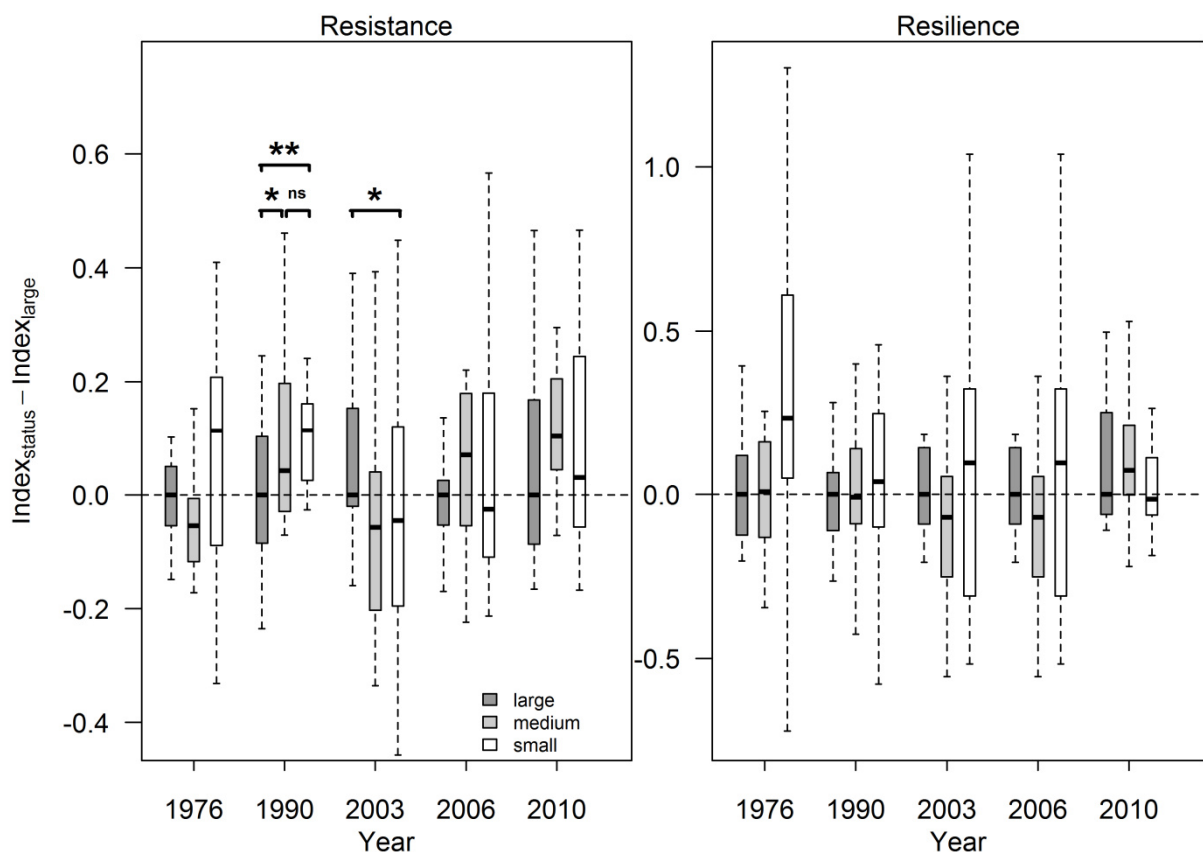 Resistance
Resilience
Index_status − Index_large
0.6
0.4
0.2
0.0
-0.2
-0.4
**
*
ns
*
large
medium
small
1976
1990
2003
2006
2010
Year
1.0
0.5
0.0
-0.5
1976
1990
2003
2006
2010
Year